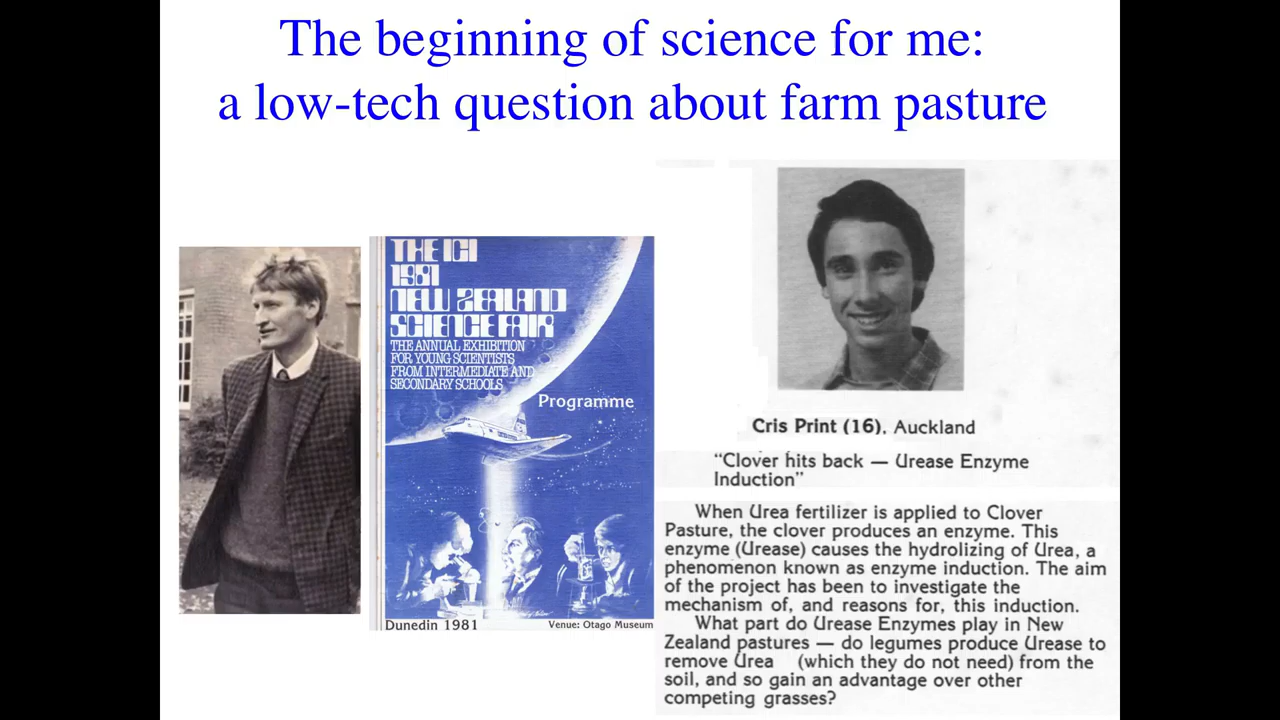 The beginning of science for me:
a low-tech question about farm pasture
THE ICI
1981
NEW ZEALAND
SCIENCE FAIR
THE ANNUAL EXHIBITION
FOR YOUNG SCIENTISTS
FROM INTERMEDIATE AND
SECONDARY SCHOOLS
Programme
Dunedin 1981
Venue: Otago Museum
Cris Print (16), Auckland
“Clover hits back — Urease Enzyme
Induction”
When Urea fertilizer is applied to Clover
Pasture, the clover produces an enzyme. This
enzyme (Urease) causes the hydrolizing of Urea, a
phenomenon known as enzyme induction. The aim
of the project has been to investigate the
mechanism of, and reasons for, this induction.
What part do Urease Enzymes play in New
Zealand pastures — do legumes produce Urease to
remove Urea (which they do not need) from the
soil, and so gain an advantage over other
competing grasses?